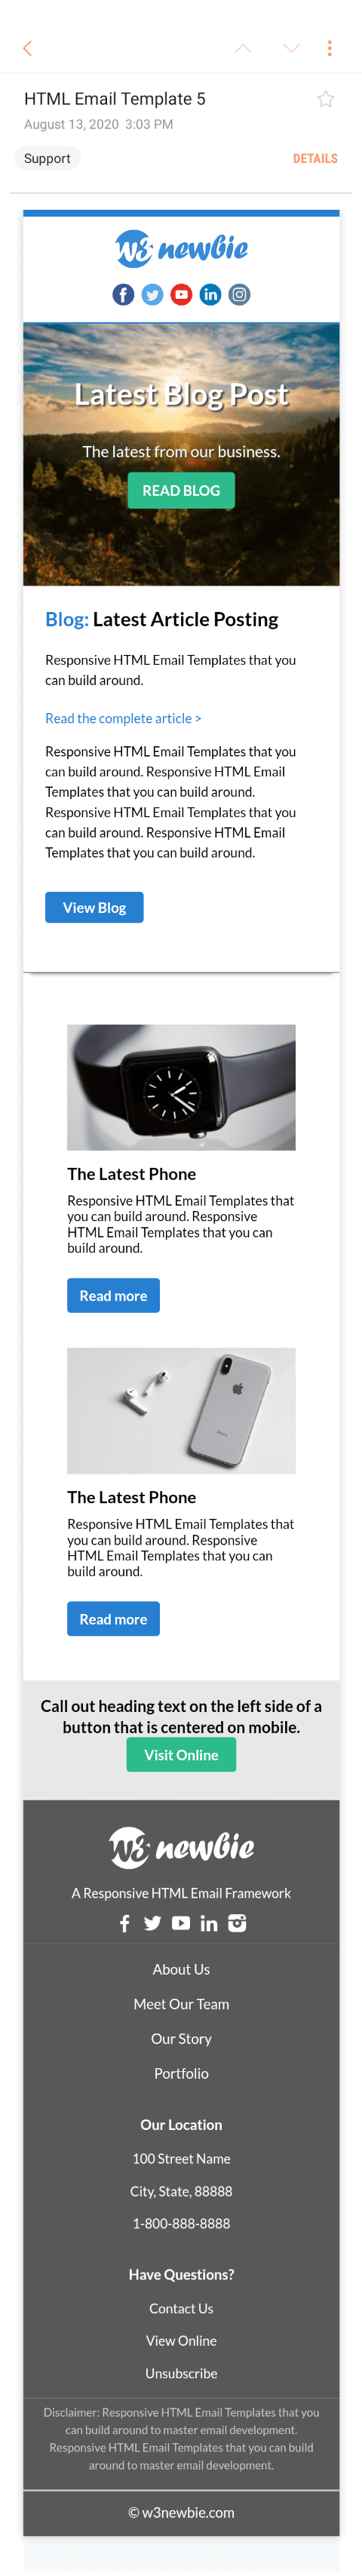 HTML Email Template 5
August 13, 2020 3:03 PM
Support
DETAILS
W3 newbie
Latest Blog Post
The latest from our business.
READ BLOG
Blog: Latest Article Posting
Responsive HTML Email Templates that you
can build around.
Read the complete article >
Responsive HTML Email Templates that you
can build around. Responsive HTML Email
Templates that you can build around.
Responsive HTML Email Templates that you
can build around. Responsive HTML Email
Templates that you can build around.
View Blog
The Latest Phone
Responsive HTML Email Templates that
you can build around. Responsive
HTML Email Templates that you can
build around.
Read more
The Latest Phone
Responsive HTML Email Templates that
you can build around. Responsive
HTML Email Templates that you can
build around.
Read more
Call out heading text on the left side of a
button that is centered on mobile.
Visit Online
W3 newbie
A Responsive HTML Email Framework
About Us
Meet Our Team
Our Story
Portfolio
Our Location
100 Street Name
City, State, 88888
1-800-888-8888
Have Questions?
Contact Us
View Online
Unsubscribe
Disclaimer: Responsive HTML Email Templates that you
can build around to master email development.
Responsive HTML Email Templates that you can build
around to master email development.
© w3newbie.com